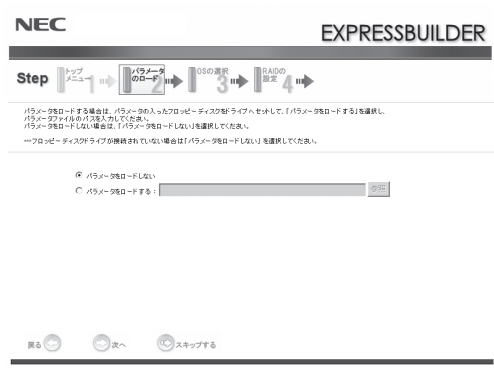 NEC
EXPRESSBUILDER
Step
トップメニュー 1
パラメータのロード 2
OSの選択 3
RAIDの設定 4
パラメータをロードする場合は、パラメータの入ったフロッピーディスクをドライブへセットして、「パラメータをロードする」を選択し、
パラメータファイルのパスを入力してください。
パラメータをロードしない場合は、「パラメータをロードしない」を選択してください。
***フロッピーディスクドライブが接続されていない場合は「パラメータをロードしない」を選択してください。
パラメータをロードしない
パラメータをロードする：
参照
戻る
次へ
スキップする